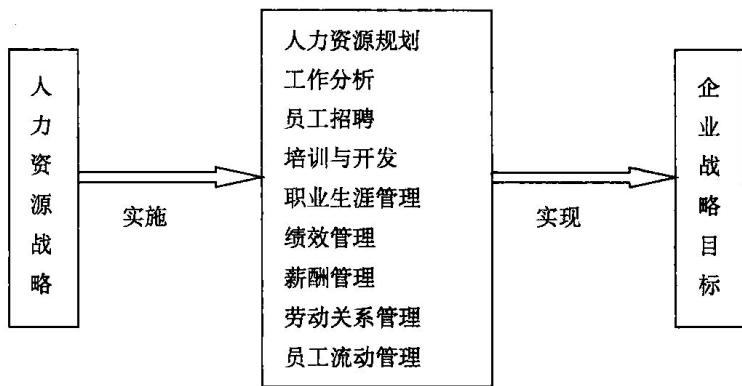 人力资源战略
实施
人力资源规划
工作分析
员工招聘
培训与开发
职业生涯管理
绩效管理
薪酬管理
劳动关系管理
员工流动管理
实现
企业战略目标